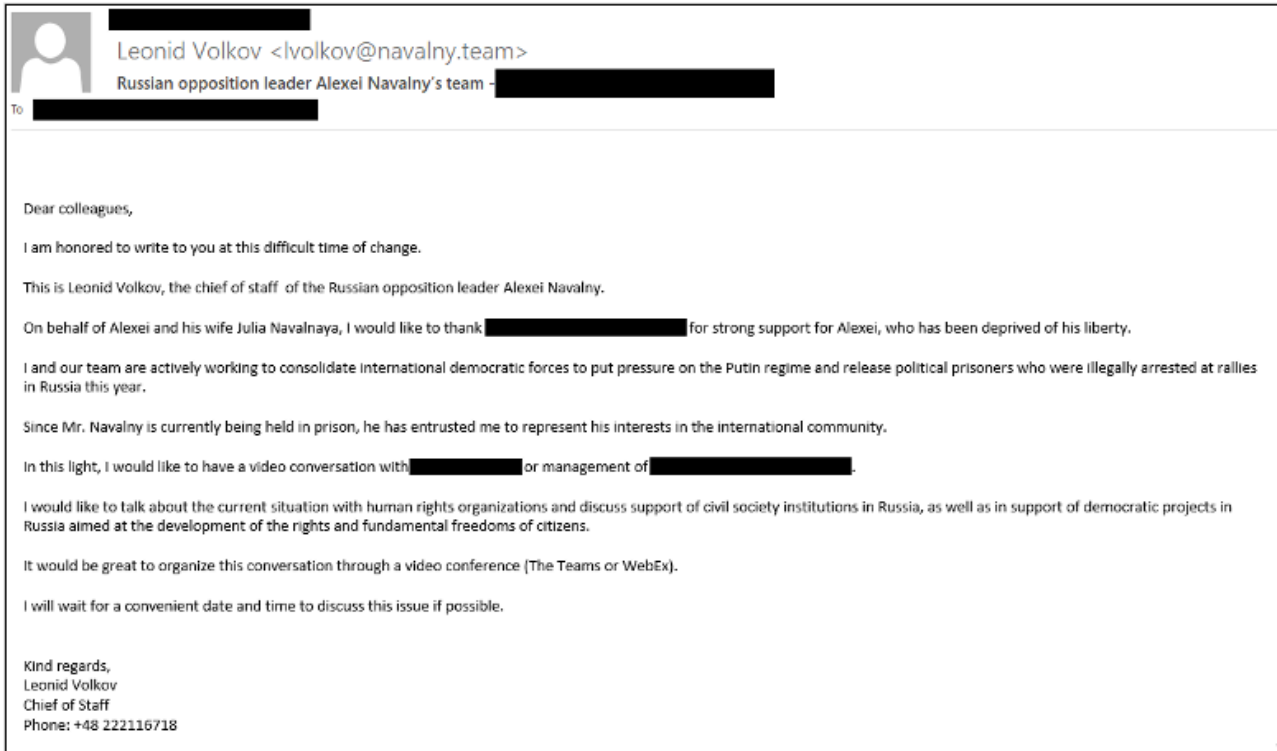 Leonid Volkov <lvolkov@navalny.team>
Russian opposition leader Alexei Navalny's team -
To
Dear colleagues,
I am honored to write to you at this difficult time of change.
This is Leonid Volkov, the chief of staff of the Russian opposition leader Alexei Navalny.
On behalf of Alexei and his wife Julia Navalnaya, I would like to thank for strong support for Alexei, who has been deprived of his liberty.
I and our team are actively working to consolidate international democratic forces to put pressure on the Putin regime and release political prisoners who were illegally arrested at rallies
in Russia this year.
Since Mr. Navalny is currently being held in prison, he has entrusted me to represent his interests in the international community.
In this light, I would like to have a video conversation with or management of .
I would like to talk about the current situation with human rights organizations and discuss support of civil society institutions in Russia, as well as in support of democratic projects in
Russia aimed at the development of the rights and fundamental freedoms of citizens.
It would be great to organize this conversation through a video conference (The Teams or WebEx).
I will wait for a convenient date and time to discuss this issue if possible.
Kind regards,
Leonid Volkov
Chief of Staff
Phone: +48 222116718